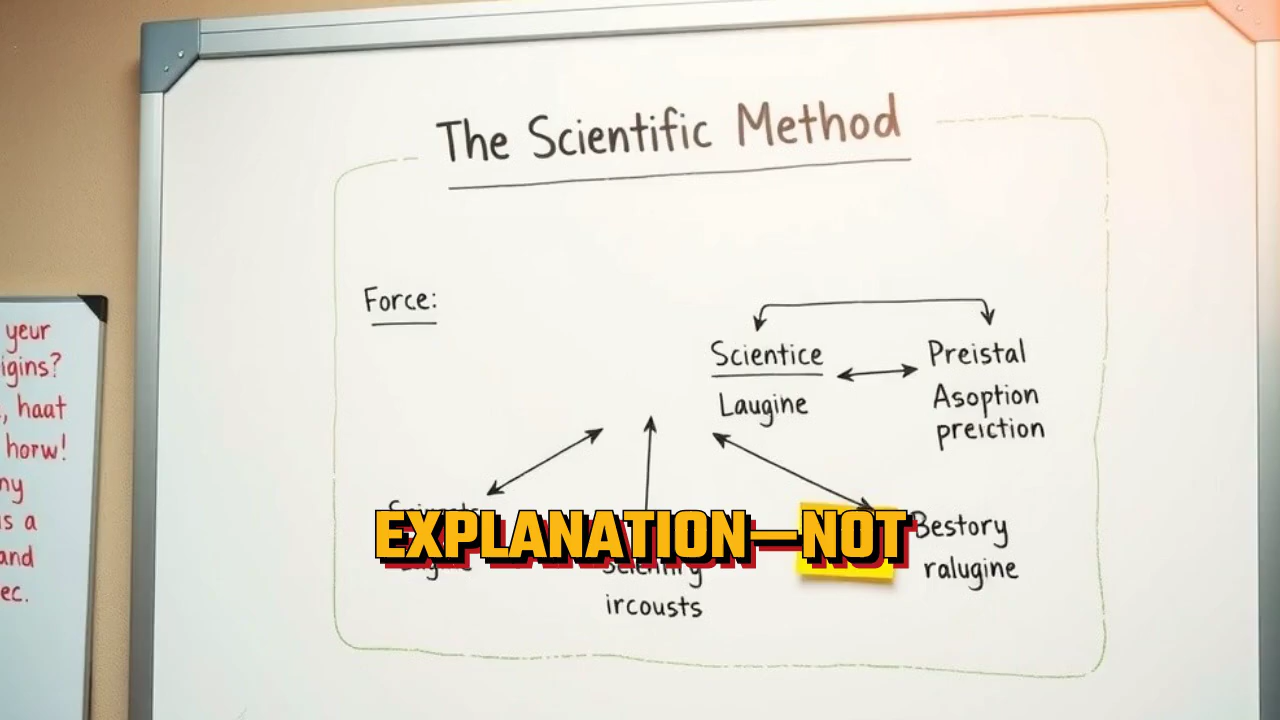 The Scientific Method
Force:
Scientice
Laugine
Preistal
Asoption
preiction
EXPLANATION—NOT
ircousts
Bestory
ralugine
yeur
igins?
, haat
horw!
ny
is a
and
ec.